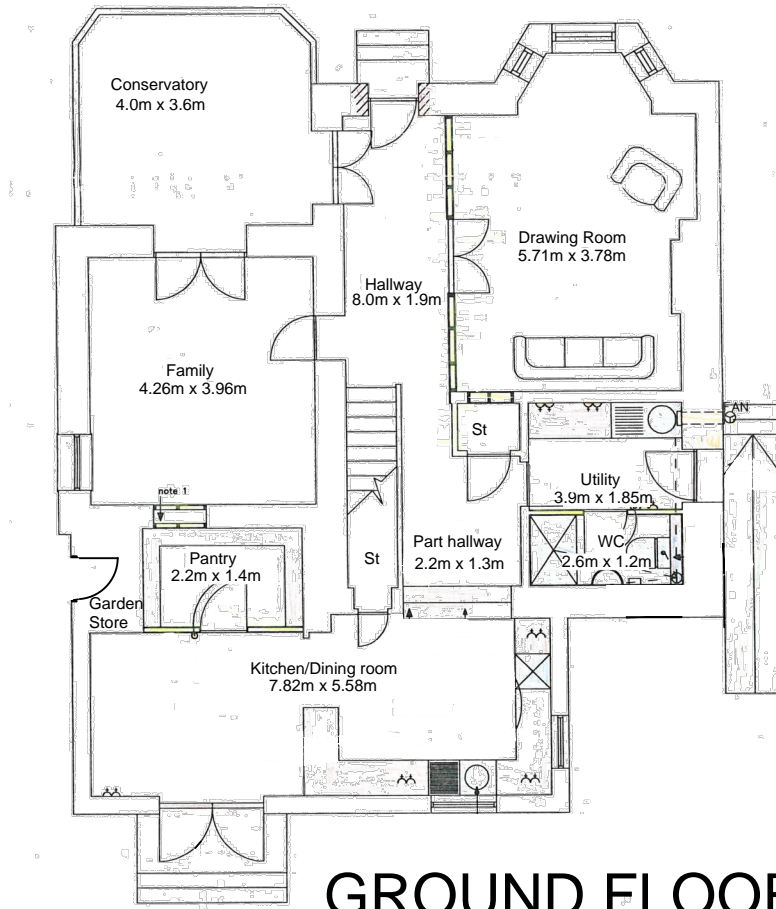 Conservatory
4.0m x 3.6m
Drawing Room
5.71m x 3.78m
Hallway
8.0m x 1.9m
Family
4.26m x 3.96m
AN
St
Utility
3.9m x 1.85m
note 1
Part hallway
2.2m x 1.3m
WC
2.6m x 1.2m
St
Pantry
2.2m x 1.4m
Garden
Store
Kitchen/Dining room
7.82m x 5.58m
GROUND FLOOR